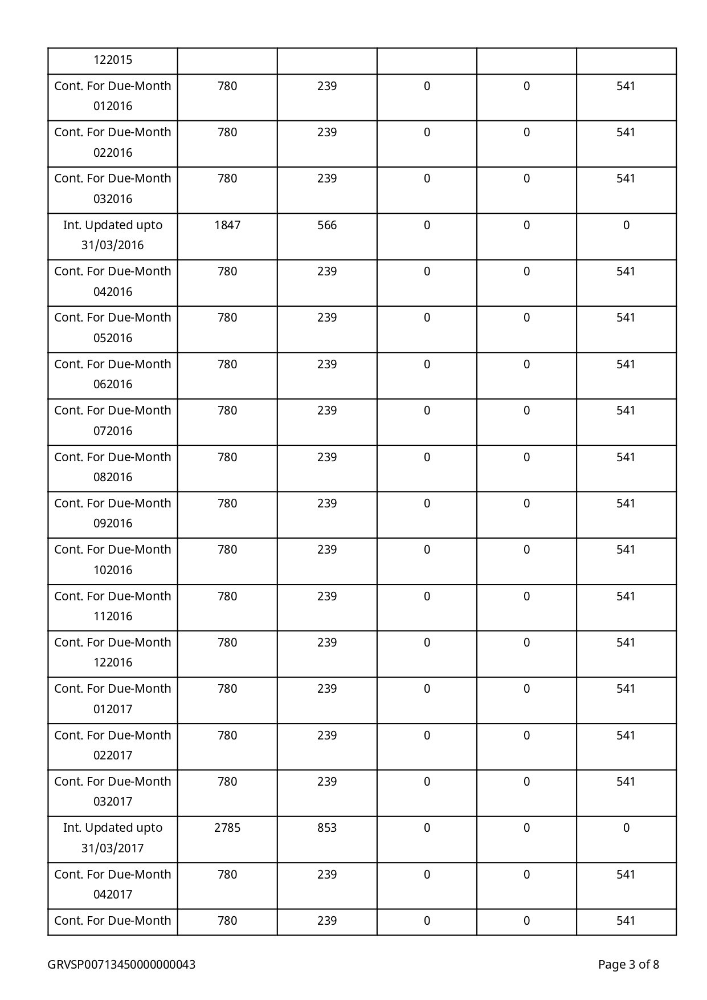 122015
Cont. For Due-Month 780 239 0 0 541
012016
Cont. For Due-Month 780 239 0 0 541
022016
Cont. For Due-Month 780 239 0 0 541
032016
Int. Updated upto 1847 566 0 0 0
31/03/2016
Cont. For Due-Month 780 239 0 0 541
042016
Cont. For Due-Month 780 239 0 0 541
052016
Cont. For Due-Month 780 239 0 0 541
062016
Cont. For Due-Month 780 239 0 0 541
072016
Cont. For Due-Month 780 239 0 0 541
082016
Cont. For Due-Month 780 239 0 0 541
092016
Cont. For Due-Month 780 239 0 0 541
102016
Cont. For Due-Month 780 239 0 0 541
112016
Cont. For Due-Month 780 239 0 0 541
122016
Cont. For Due-Month 780 239 0 0 541
012017
Cont. For Due-Month 780 239 0 0 541
022017
Cont. For Due-Month 780 239 0 0 541
032017
Int. Updated upto 2785 853 0 0 0
31/03/2017
Cont. For Due-Month 780 239 0 0 541
042017
Cont. For Due-Month 780 239 0 0 541
GRVSP00713450000000043 Page 3 of 8